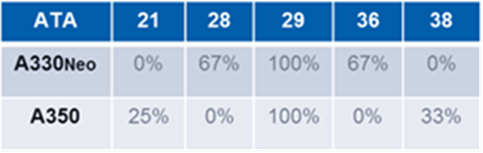 ATA 21 28 29 36 38
A330Neo 0% 67% 100% 67% 0%
A350 25% 0% 100% 0% 33%